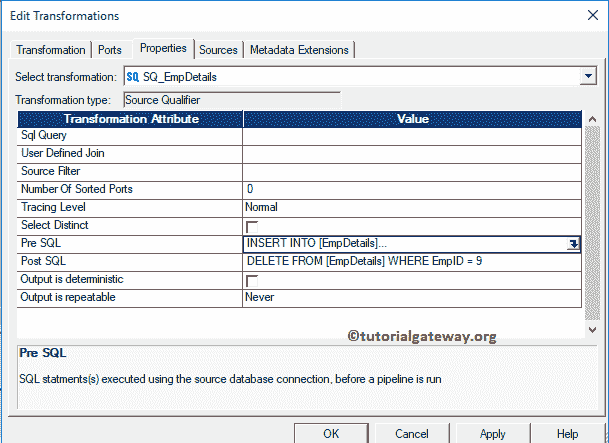 Edit Transformations
Transformation Ports Properties Sources Metadata Extensions
Select transformation: SQ SQ_EmpDetails
Transformation type: Source Qualifier
Transformation Attribute Value
Sql Query
User Defined Join
Source Filter
Number Of Sorted Ports 0
Tracing Level Normal
Select Distinct
Pre SQL INSERT INTO [EmpDetails]...
Post SQL DELETE FROM [EmpDetails] WHERE EmpID = 9
Output is deterministic
Output is repeatable Never
©tutorialgateway.org
Pre SQL
SQL statments(s) executed using the source database connection, before a pipeline is run
OK Cancel Apply Help